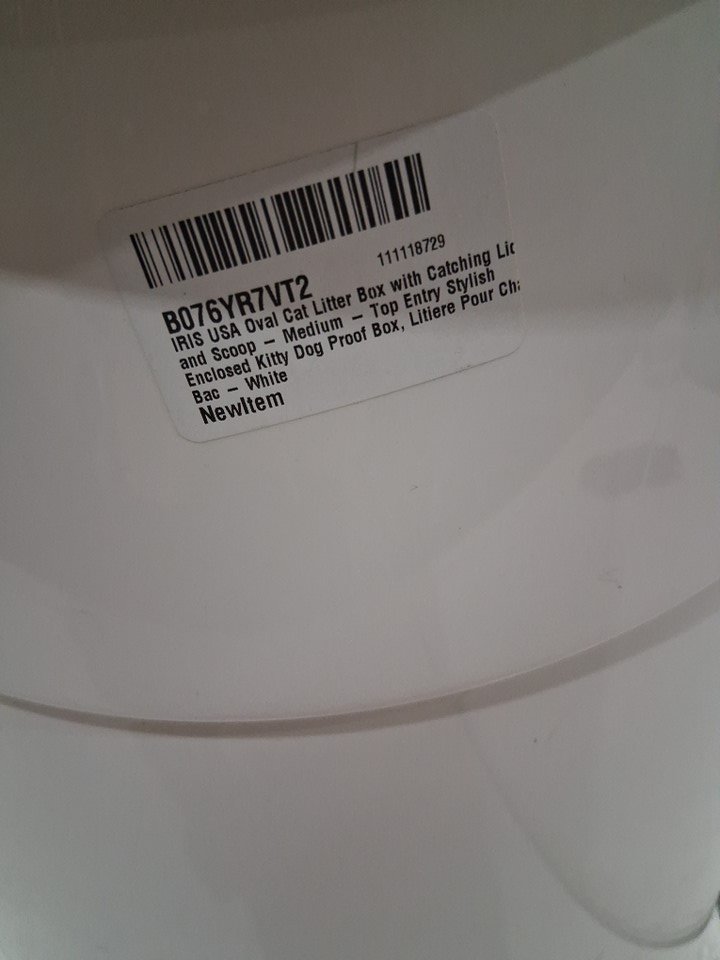 111118729
B076YR7VT2
IRIS USA Oval Cat Litter Box with Catching
and Scoop – Medium – Top Entry Stylish
Enclosed Kitty Dog Proof Box, Litiere Pour
Bac – White
NewItem